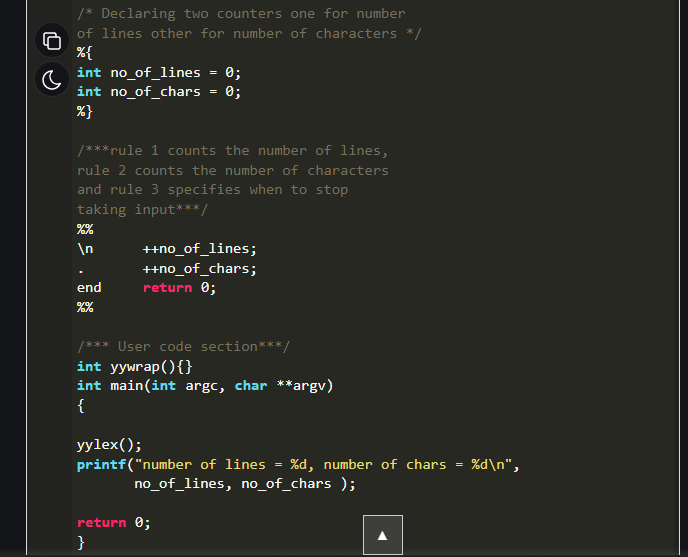 /* Declaring two counters one for number
of lines other for number of characters */
%{
int no_of_lines = 0;
int no_of_chars = 0;
%}

/***rule 1 counts the number of lines,
rule 2 counts the number of characters
and rule 3 specifies when to stop
taking input***/
%%
\n      ++no_of_lines;
.       ++no_of_chars;
end     return 0;
%%

/*** User code section***/
int yywrap(){}
int main(int argc, char **argv)
{

yylex();
printf("number of lines = %d, number of chars = %d\n",
       no_of_lines, no_of_chars );

return 0;
}